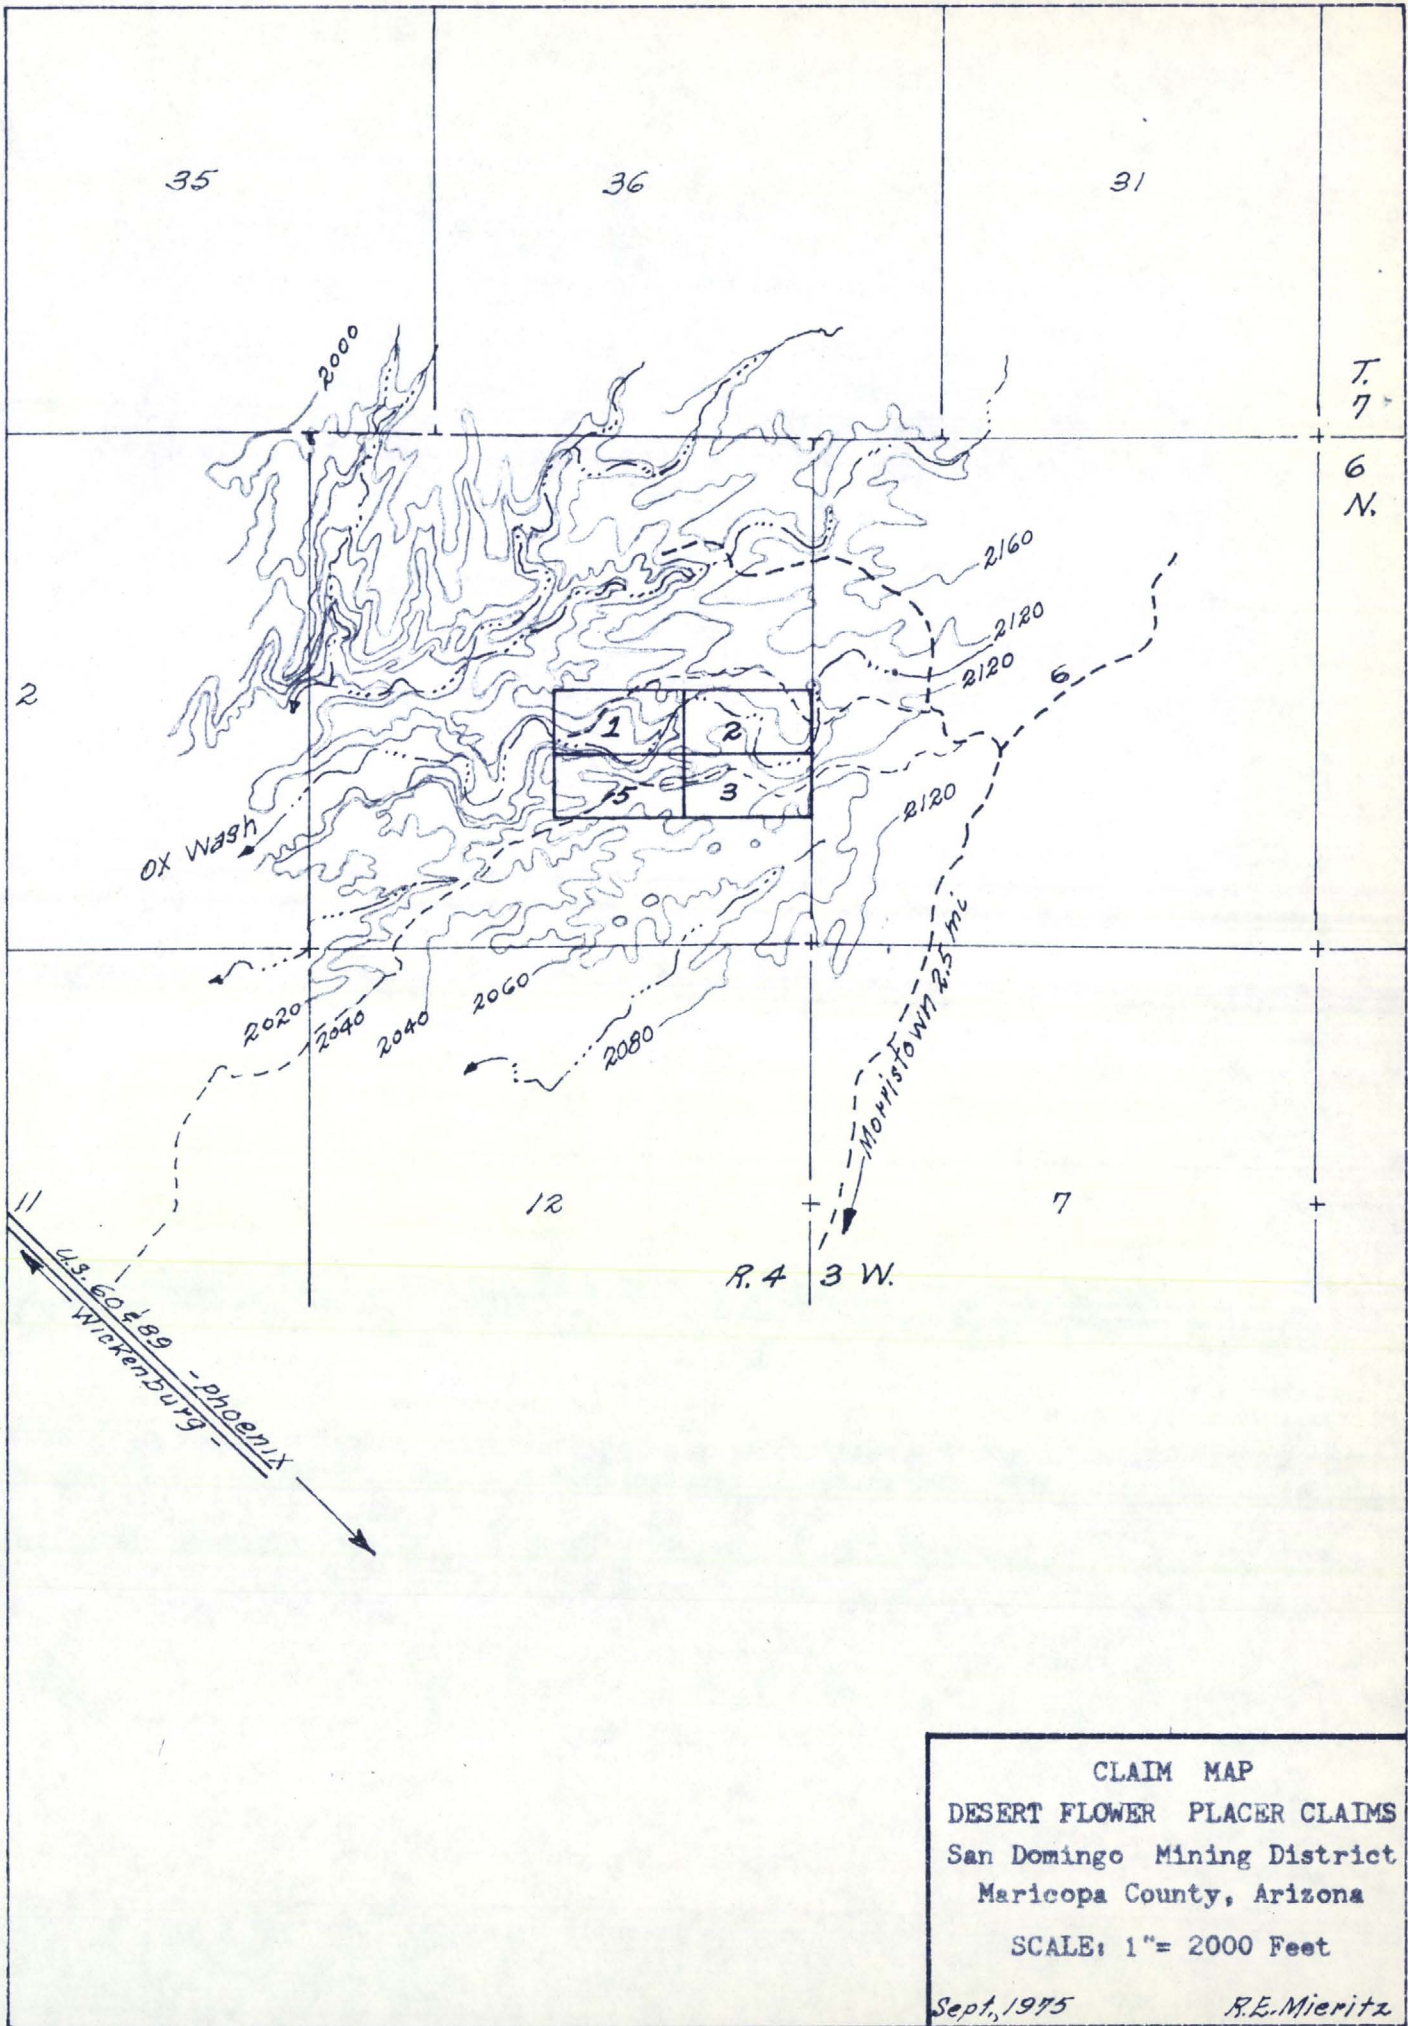 35
36
31
2000
T.
7
6
N.
2160
2120
2120
6
2
1
2
5
3
2120
Ox Wash
2020
2040
2040
2060
2080
Morristown 2.5 mi
11
12
7
R. 4 3 W.
U.S. 60 & 89
- Phoenix
Wickenburg -
CLAIM MAP
DESERT FLOWER PLACER CLAIMS
San Domingo Mining District
Maricopa County, Arizona
SCALE: 1"= 2000 Feet
Sept., 1975 R.E. Mieritz